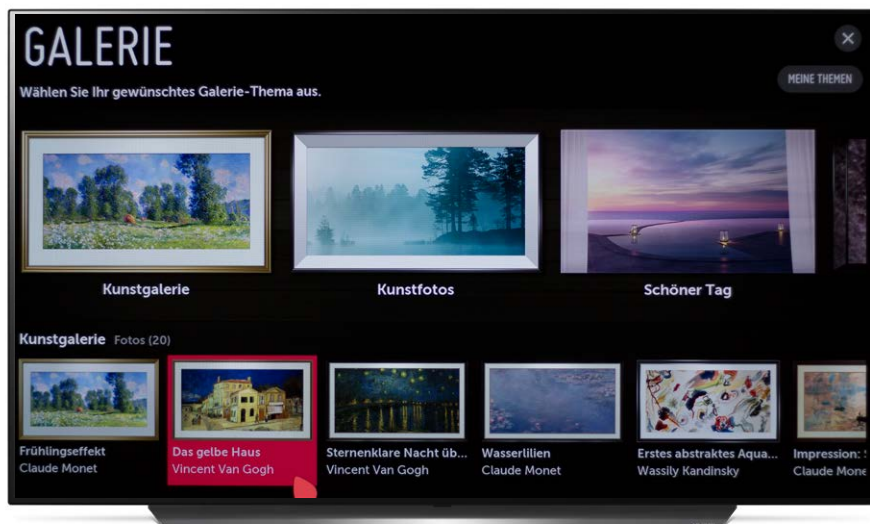 GALERIE
MEINE THEMEN
Wählen Sie Ihr gewünschtes Galerie-Thema aus.
Kunstgalerie
Kunstfotos
Schöner Tag
Kunstgalerie Fotos (20)
Frühlingseffekt
Claude Monet
Das gelbe Haus
Vincent Van Gogh
Sternenklare Nacht üb...
Vincent Van Gogh
Wasserlilien
Claude Monet
Erstes abstraktes Aqua...
Wassily Kandinsky
Impression:
Claude Mone